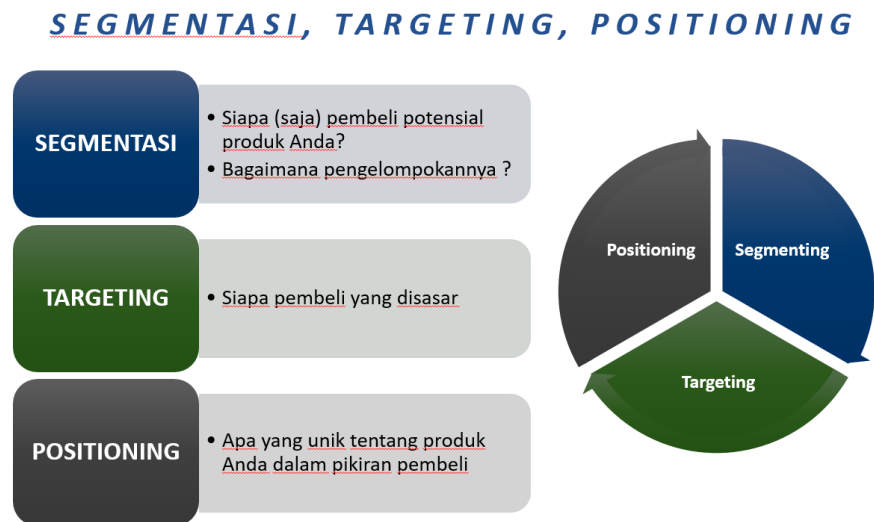 SEGMENTASI, TARGETING, POSITIONING
SEGMENTASI
• Siapa (saja) pembeli potensial
produk Anda?
• Bagaimana pengelompokannya ?
TARGETING
• Siapa pembeli yang disasar
POSITIONING
• Apa yang unik tentang produk
Anda dalam pikiran pembeli
Positioning
Segmenting
Targeting